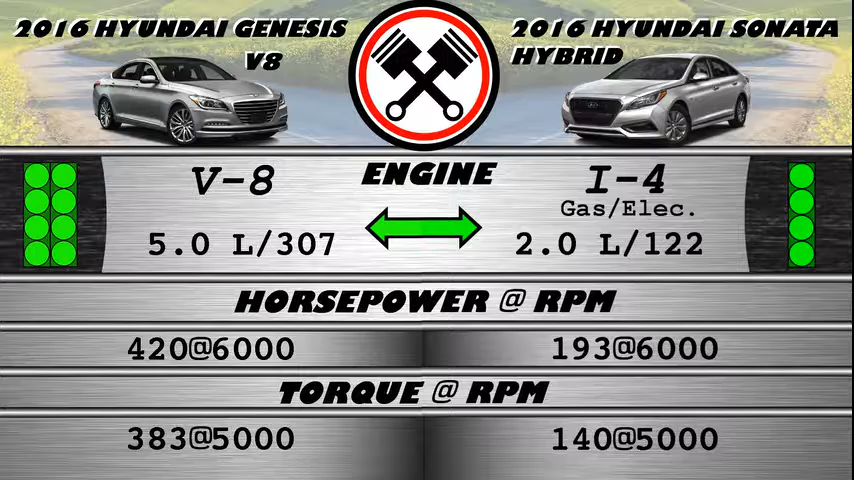 2016 HYUNDAI GENESIS
V8
2016 HYUNDAI SONATA
HYBRID
ENGINE
V-8
I-4
Gas/Elec.
5.0 L/307
2.0 L/122
HORSEPOWER @ RPM
420@6000
193@6000
TORQUE @ RPM
383@5000
140@5000